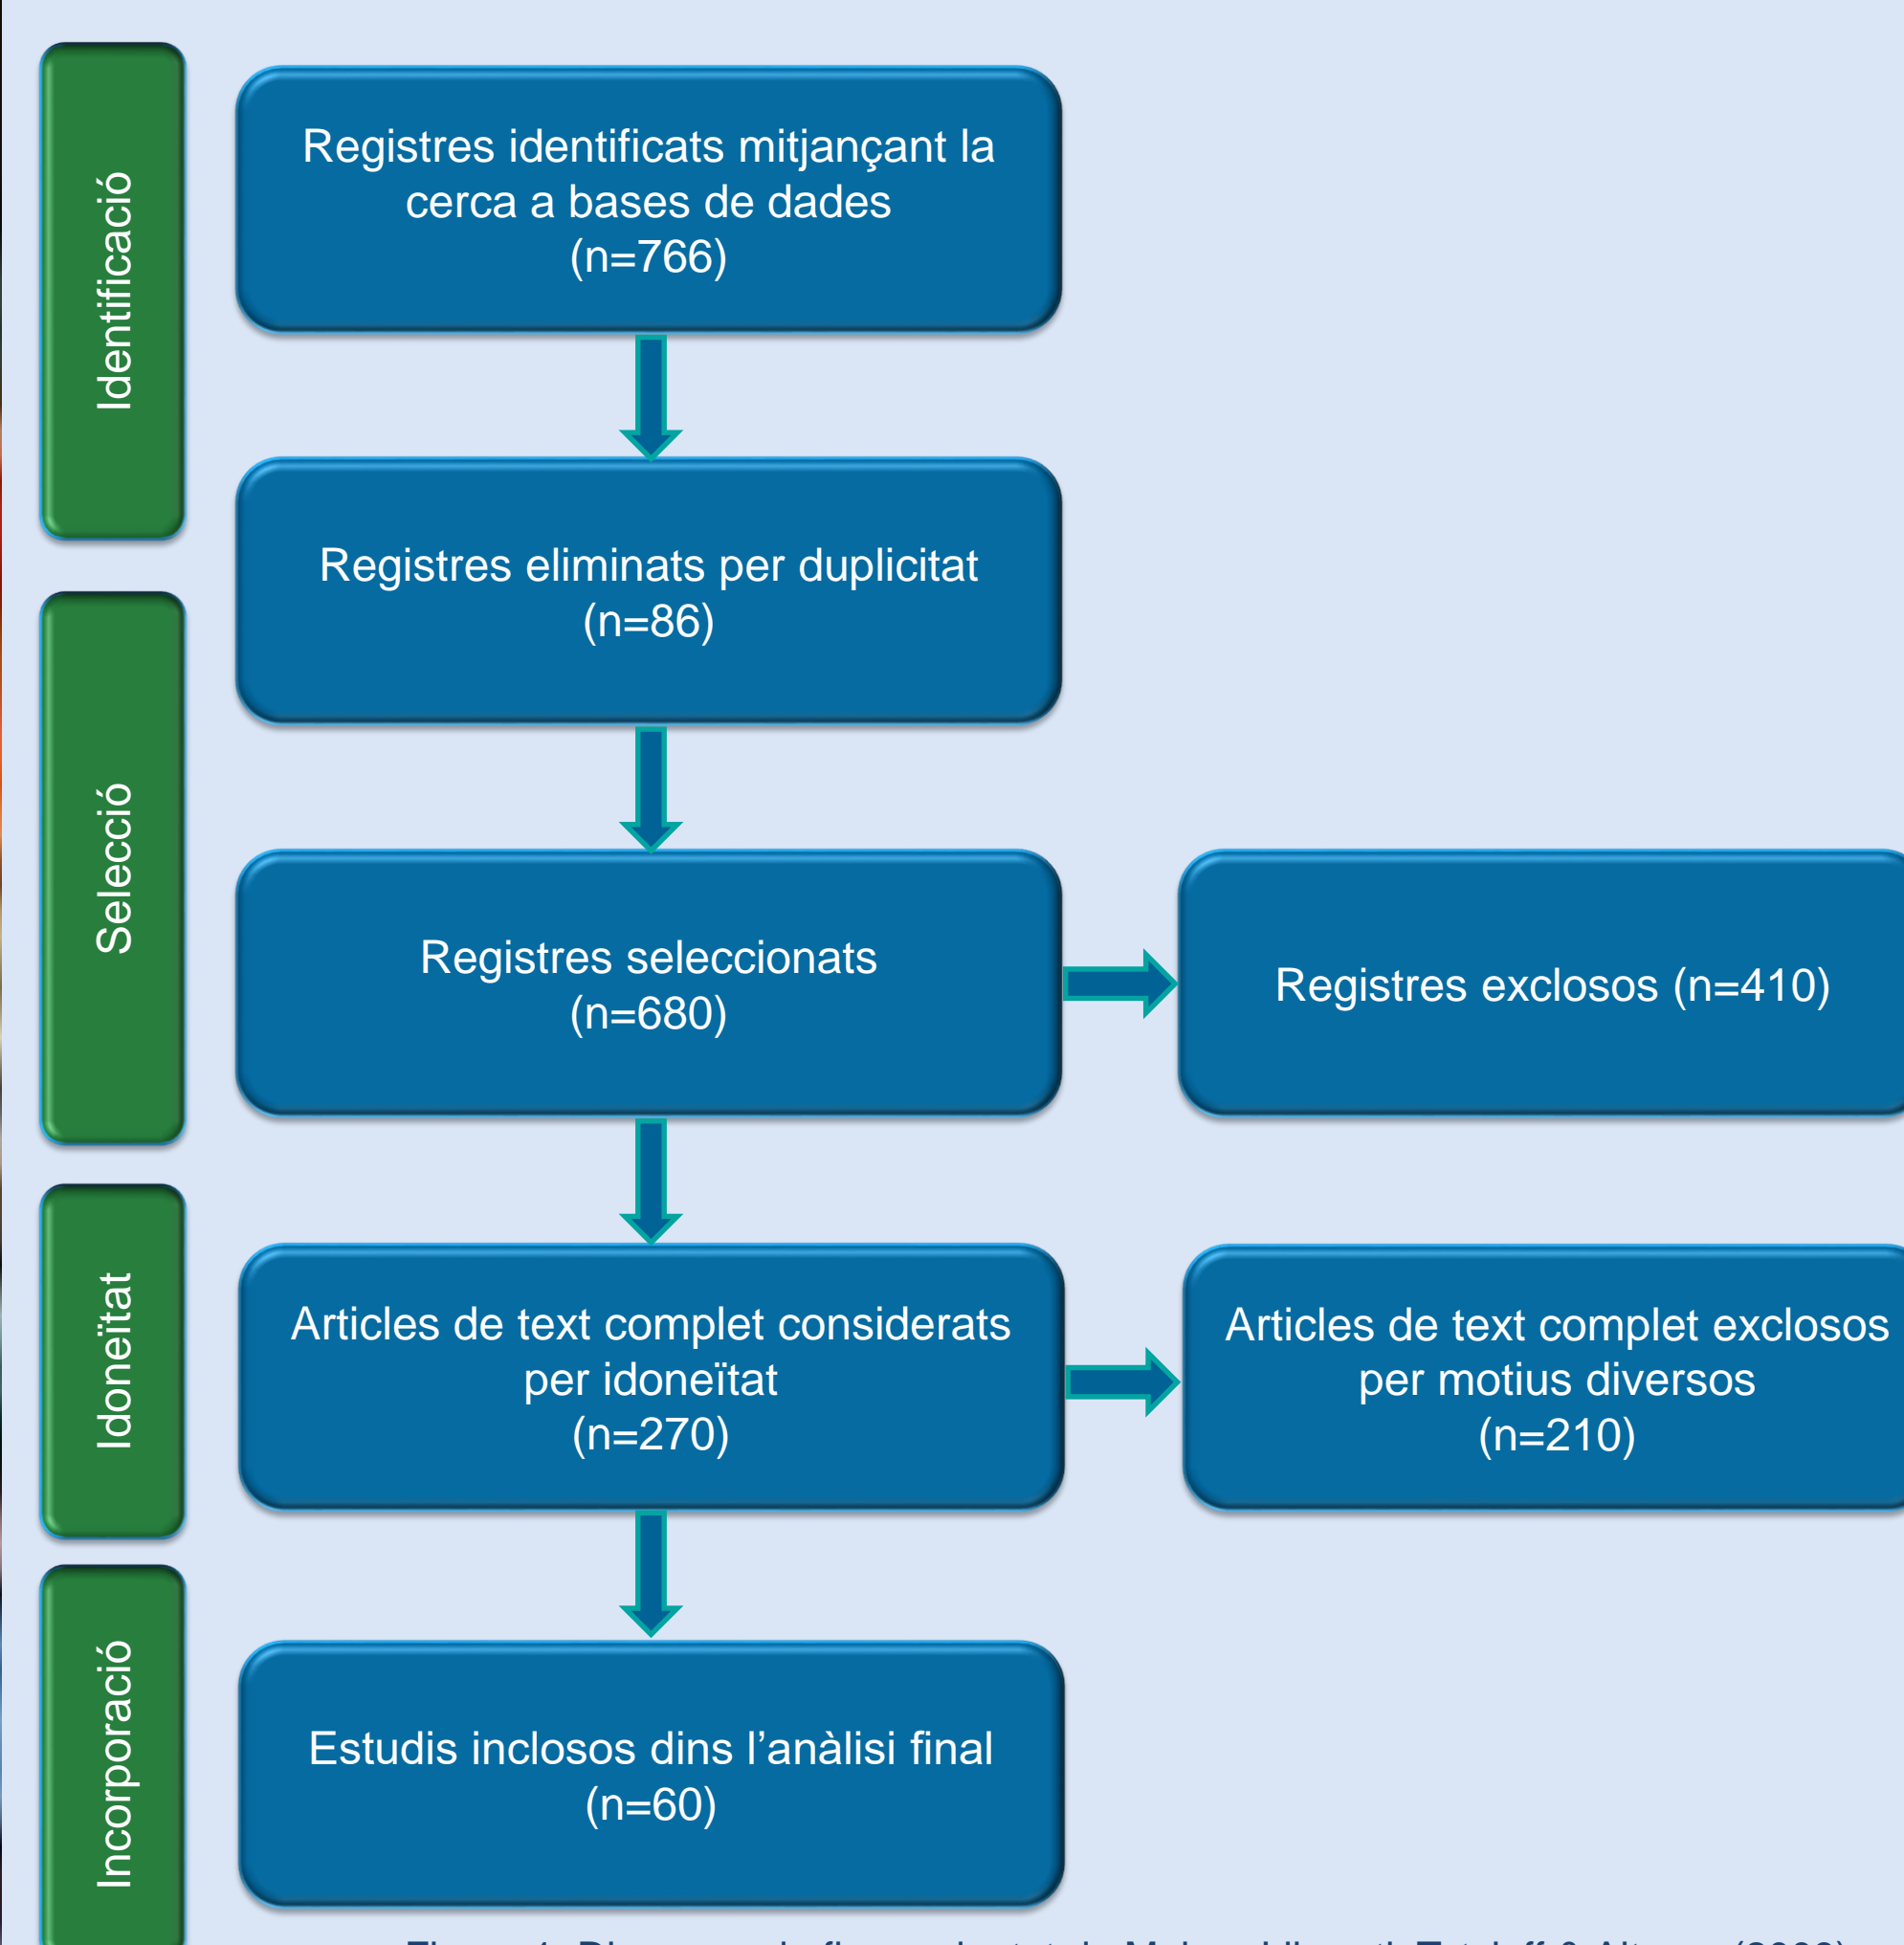 Identificació
Registres identificats mitjançant la
cerca a bases de dades
(n=766)
Registres eliminats per duplicitat
(n=86)
Selecció
Registres seleccionats
(n=680)
Registres exclosos (n=410)
Idoneïtat
Articles de text complet considerats
per idoneïtat
(n=270)
Articles de text complet exclosos
per motius diversos
(n=210)
Incorporació
Estudis inclosos dins l’anàlisi final
(n=60)